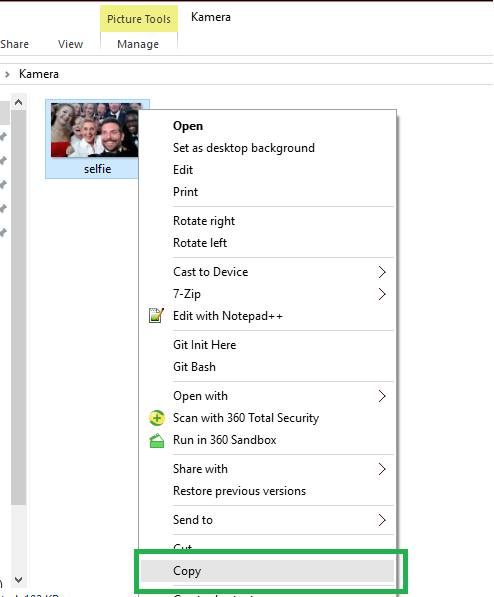 Picture Tools
Kamera
Share
View
Manage
Kamera
selfie
Open
Set as desktop background
Edit
Print
Rotate right
Rotate left
Cast to Device
7-Zip
Edit with Notepad++
Git Init Here
Git Bash
Open with
Scan with 360 Total Security
Run in 360 Sandbox
Share with
Restore previous versions
Send to
Cut
Copy